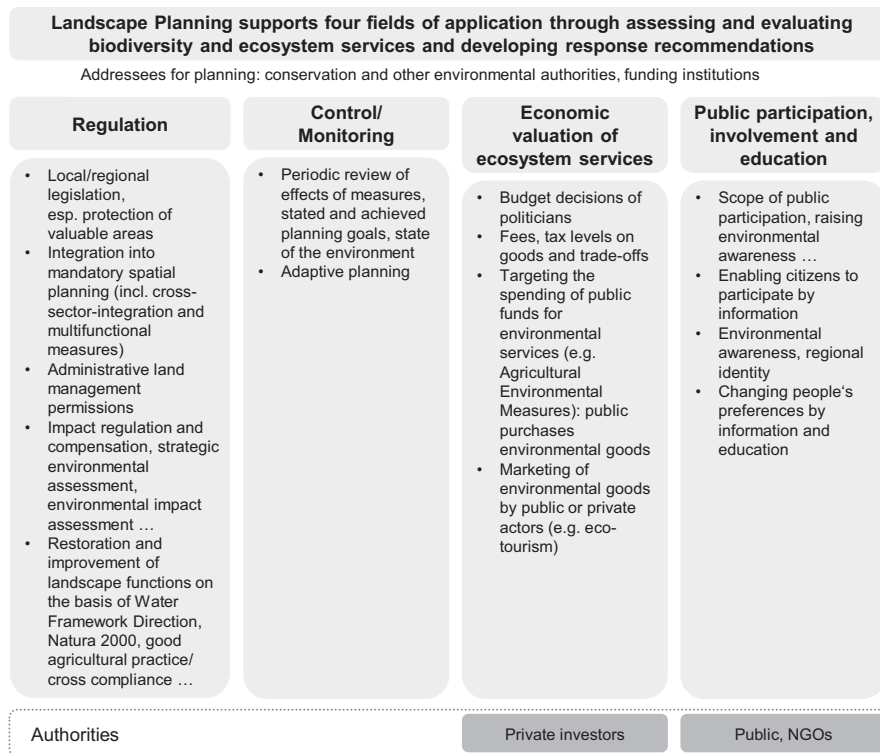 Landscape Planning supports four fields of application through assessing and evaluating
biodiversity and ecosystem services and developing response recommendations
Addressees for planning: conservation and other environmental authorities, funding institutions
Regulation
• Local/regional
legislation,
esp. protection of
valuable areas
• Integration into
mandatory spatial
planning (incl. cross-
sector-integration and
multifunctional
measures)
• Administrative land
management
permissions
• Impact regulation and
compensation, strategic
environmental
assessment,
environmental impact
assessment …
• Restoration and
improvement of
landscape functions on
the basis of Water
Framework Direction,
Natura 2000, good
agricultural practice/
cross compliance …
Control/
Monitoring
• Periodic review of
effects of measures,
stated and achieved
planning goals, state
of the environment
• Adaptive planning
Economic
valuation of
ecosystem services
• Budget decisions of
politicians
• Fees, tax levels on
goods and trade-offs
• Targeting the
spending of public
funds for
environmental
services (e.g.
Agricultural
Environmental
Measures): public
purchases
environmental goods
• Marketing of
environmental goods
by public or private
actors (e.g. eco-
tourism)
Public participation,
involvement and
education
• Scope of public
participation, raising
environmental
awareness …
• Enabling citizens to
participate by
information
• Environmental
awareness, regional
identity
• Changing people‘s
preferences by
information and
education
Authorities
Private investors
Public, NGOs